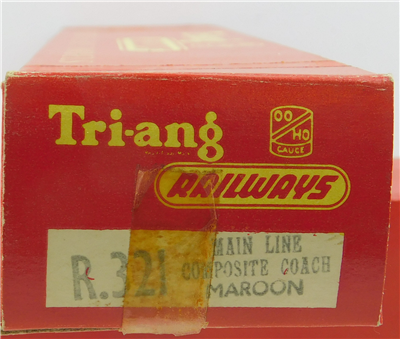 Tri-ang
OO/HO
GAUGE
RAILWAYS
R.321
MAIN LINE
COMPOSITE COACH
MAROON